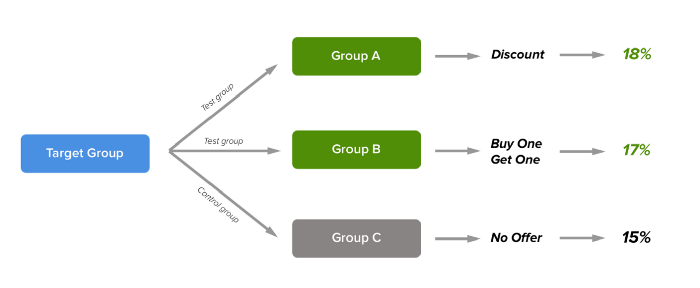 Group A
Discount
18%
Test group
Target Group
Test group
Group B
Buy One
Get One
17%
Control group
Group C
No Offer
15%